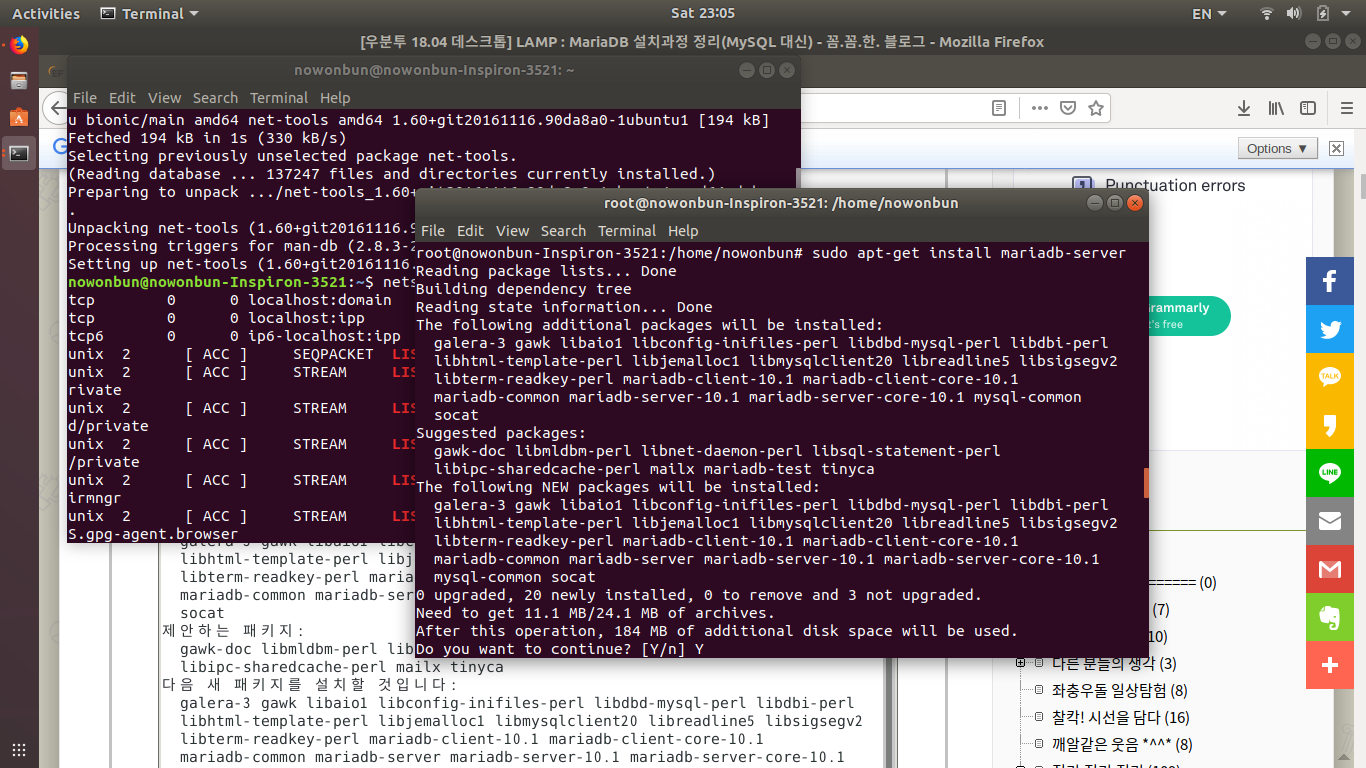 Activities
Terminal
Sat 23:05
EN
[우분투 18.04 데스크톱] LAMP : MariaDB 설치과정 정리(MySQL 대신) - 꼼.꼼.한. 블로그 - Mozilla Firefox
nowonbun@nowonbun-Inspiron-3521: ~
File Edit View Search Terminal Help
u bionic/main amd64 net-tools amd64 1.60+git20161116.90da8a0-1ubuntu1 [194 kB]
Fetched 194 kB in 1s (330 kB/s)
Selecting previously unselected package net-tools.
(Reading database ... 137247 files and directories currently installed.)
Preparing to unpack .../net-tools_1.60+
.
Unpacking net-tools (1.60+git20161116.9
Processing triggers for man-db (2.8.3-2
Setting up net-tools (1.60+git20161116.
nowonbun@nowonbun-Inspiron-3521:~$ nets
tcp 0 0 localhost:domain
tcp 0 0 localhost:ipp
tcp6 0 0 ip6-localhost:ipp
unix 2 [ ACC ] SEQPACKET LIS
unix 2 [ ACC ] STREAM LIS
rivate
unix 2 [ ACC ] STREAM LIS
d/private
unix 2 [ ACC ] STREAM LIS
/private
unix 2 [ ACC ] STREAM LIS
irmngr
unix 2 [ ACC ] STREAM LIS
S.gpg-agent.browser
root@nowonbun-Inspiron-3521: /home/nowonbun
File Edit View Search Terminal Help
root@nowonbun-Inspiron-3521:/home/nowonbun# sudo apt-get install mariadb-server
Reading package lists... Done
Building dependency tree
Reading state information... Done
The following additional packages will be installed:
galera-3 gawk libaio1 libconfig-inifiles-perl libdbd-mysql-perl libdbi-perl
libhtml-template-perl libjemalloc1 libmysqlclient20 libreadline5 libsigsegv2
libterm-readkey-perl mariadb-client-10.1 mariadb-client-core-10.1
mariadb-common mariadb-server-10.1 mariadb-server-core-10.1 mysql-common
socat
Suggested packages:
gawk-doc libmldbm-perl libnet-daemon-perl libsql-statement-perl
libipc-sharedcache-perl mailx mariadb-test tinyca
The following NEW packages will be installed:
galera-3 gawk libaio1 libconfig-inifiles-perl libdbd-mysql-perl libdbi-perl
libhtml-template-perl libjemalloc1 libmysqlclient20 libreadline5 libsigsegv2
libterm-readkey-perl mariadb-client-10.1 mariadb-client-core-10.1
mariadb-common mariadb-server mariadb-server-10.1 mariadb-server-core-10.1
mysql-common socat
0 upgraded, 20 newly installed, 0 to remove and 3 not upgraded.
Need to get 11.1 MB/24.1 MB of archives.
After this operation, 184 MB of additional disk space will be used.
Do you want to continue? [Y/n] Y
Options ▼
Punctuation errors
rammarly
t's free
TALK
LINE
libhtml-template-perl libj
libterm-readkey-perl maria
mariadb-common mariadb-ser
socat
제안하는 패키지:
gawk-doc libmldbm-perl lib
libipc-sharedcache-perl mailx tinyca
다음 새 패키지를 설치할 것입니다:
galera-3 gawk libaio1 libconfig-inifiles-perl libdbd-mysql-perl libdbi-perl
libhtml-template-perl libjemalloc1 libmysqlclient20 libreadline5 libsigsegv2
libterm-readkey-perl mariadb-client-10.1 mariadb-client-core-10.1
mariadb-common mariadb-server mariadb-server-10.1 mariadb-server-core-10.1
====== (0)
(7)
10)
다른 분들의 생각 (3)
좌충우돌 일상탐험 (8)
찰칵! 시선을 담다 (16)
깨알같은 웃음 *^^* (8)